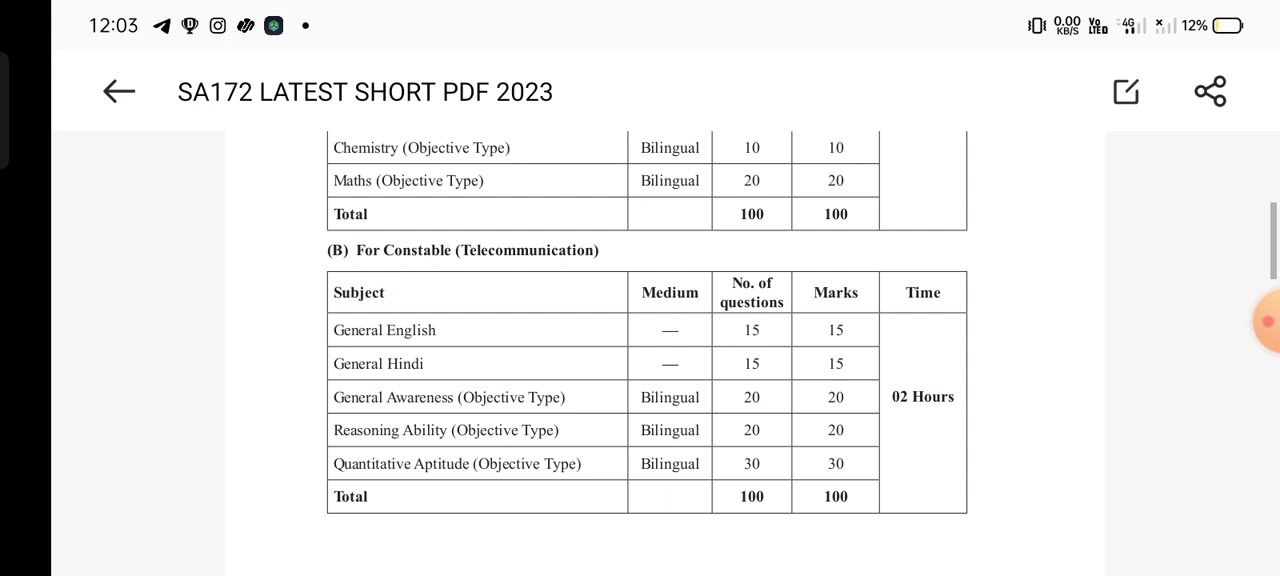 12:03 0.00 KB/S Vo LTE 4G 12%
SA172 LATEST SHORT PDF 2023
Chemistry (Objective Type) Bilingual 10 10
Maths (Objective Type) Bilingual 20 20
Total 100 100
(B) For Constable (Telecommunication)
Subject Medium No. of questions Marks Time
General English — 15 15
General Hindi — 15 15
General Awareness (Objective Type) Bilingual 20 20 02 Hours
Reasoning Ability (Objective Type) Bilingual 20 20
Quantitative Aptitude (Objective Type) Bilingual 30 30
Total 100 100